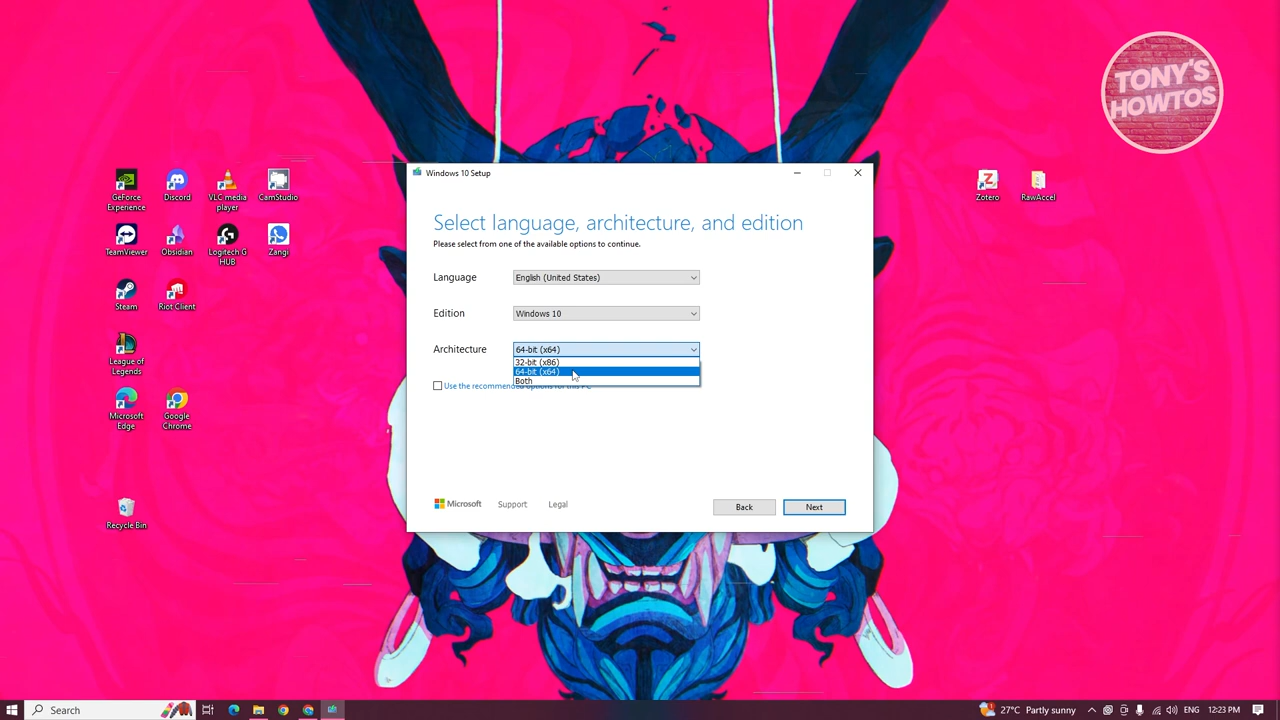 TONY'S
HOWTOS
GeForce
Experience
Discord
VLC media
player
CamStudio
TeamViewer
Obsidian
Logitech G
HUB
Zangi
Steam
Riot Client
League of
Legends
Microsoft
Edge
Google
Chrome
Recycle Bin
Zotero
RawAccel
Windows 10 Setup
Select language, architecture, and edition
Please select from one of the available options to continue.
Language
English (United States)
Edition
Windows 10
Architecture
64-bit (x64)
32-bit (x86)
64-bit (x64)
Both
Use the recommended options for this PC
Microsoft
Support
Legal
Back
Next
Search
27°C Partly sunny
ENG
12:23 PM